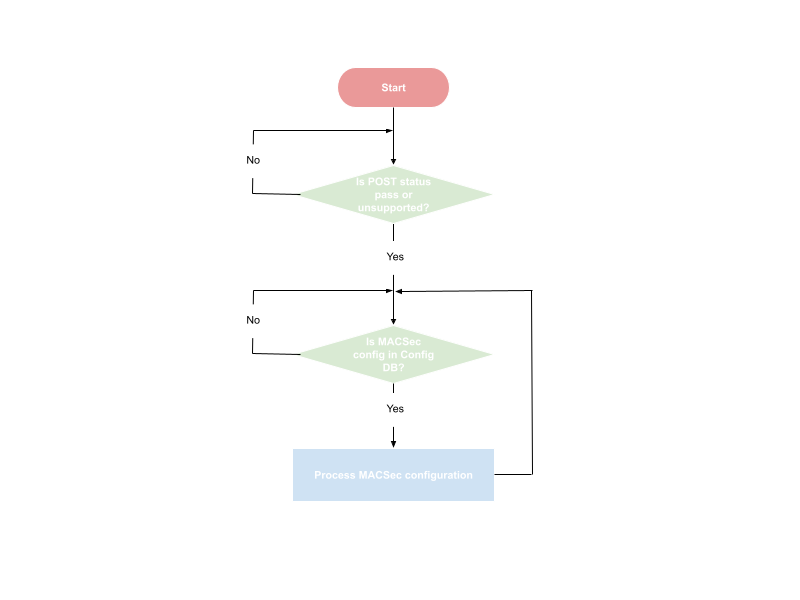 Start
No
Is POST status
pass or
unsupported?
Yes
No
Is MACSec
config in Config
DB?
Yes
Process MACSec configuration